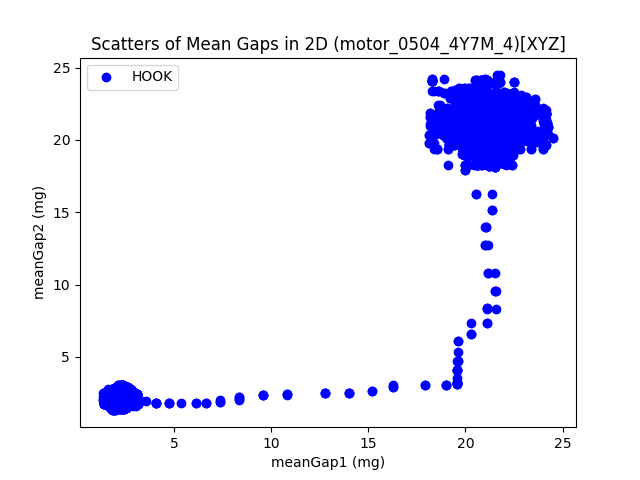 Scatters of Mean Gaps in 2D (motor_0504_4Y7M_4)[XYZ]
HOOK
25
20
15
10
5
meanGap2 (mg)
5 10 15 20 25
meanGap1 (mg)